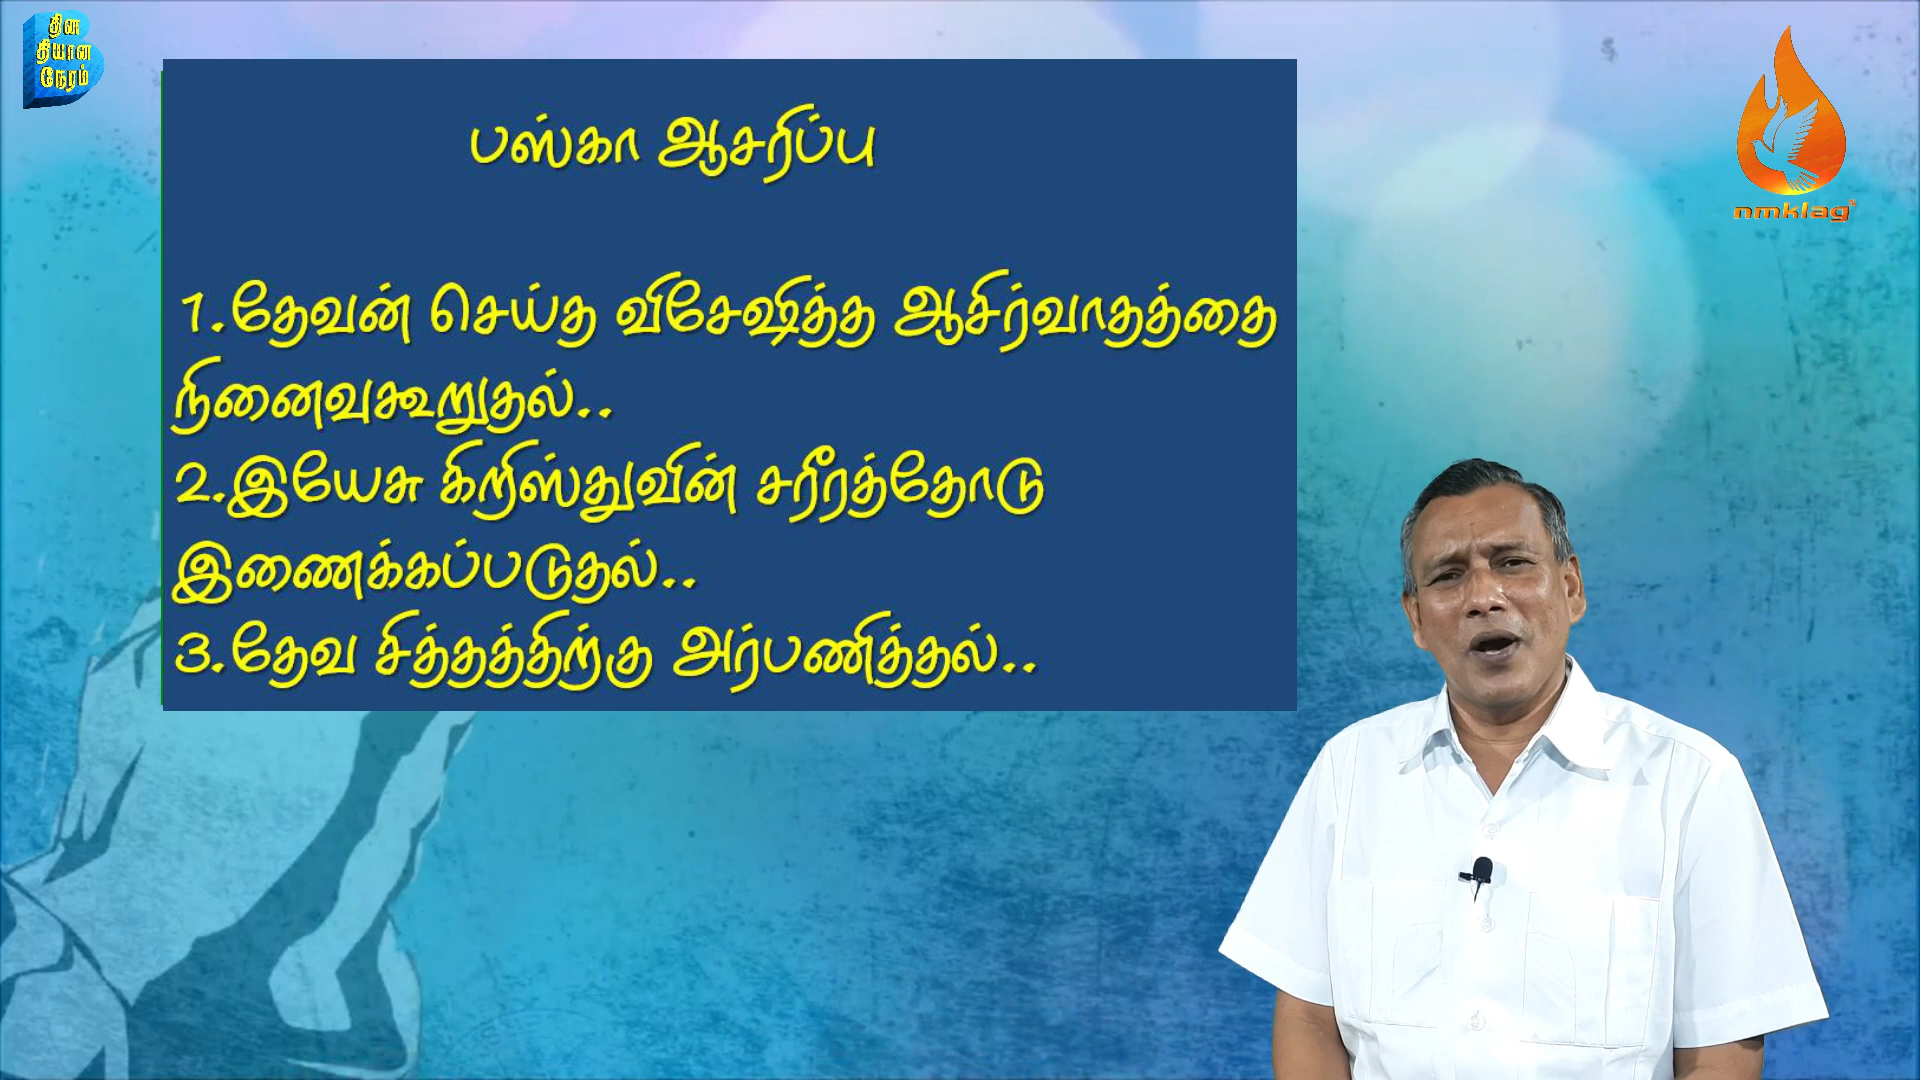 தின
தியான
நேரம்
nmklag
பஸ்கா ஆசரிப்பு
1.தேவன் செய்த விசேஷித்த ஆசிர்வாதத்தை
நினைவகூறுதல்..
2.இயேசு கிறிஸ்துவின் சரீரத்தோடு
இணைக்கப்படுதல்..
3.தேவ சித்தத்திற்கு அர்பணித்தல்..